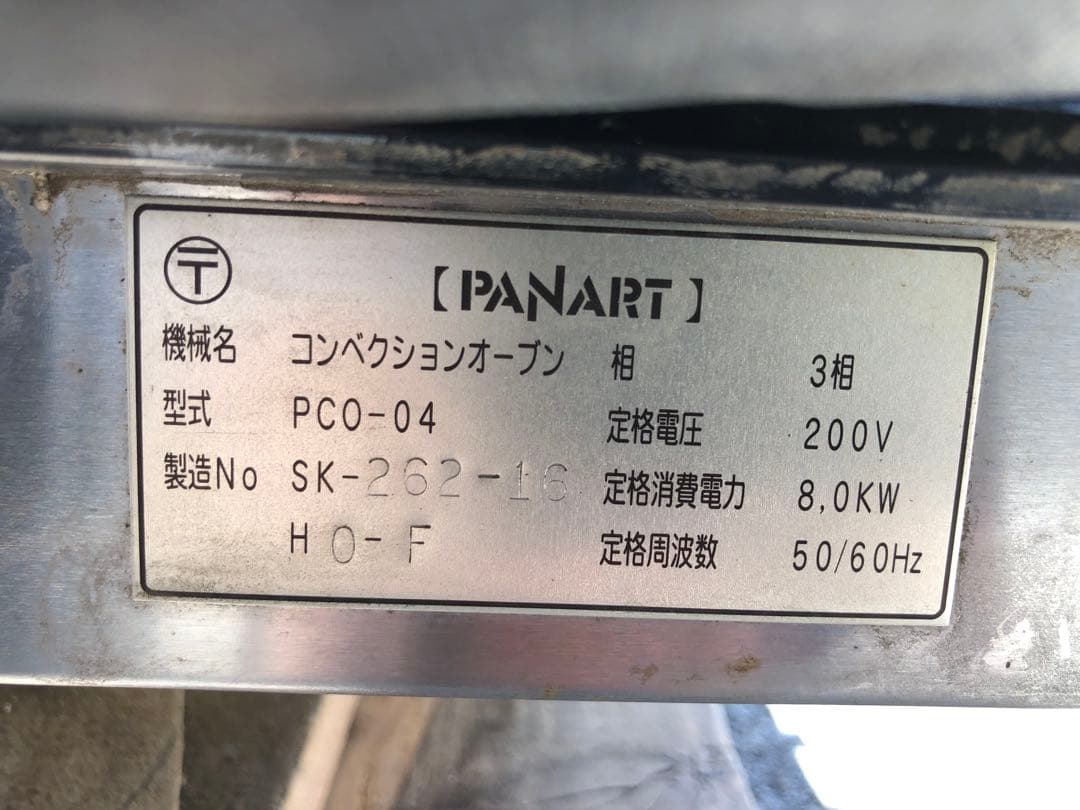 〶
【PANART】
機械名 コンベクションオーブン
型式 PCO-04
製造No SK-262-16
H0-F
相 3相
定格電圧 200V
定格消費電力 8.0KW
定格周波数 50/60Hz